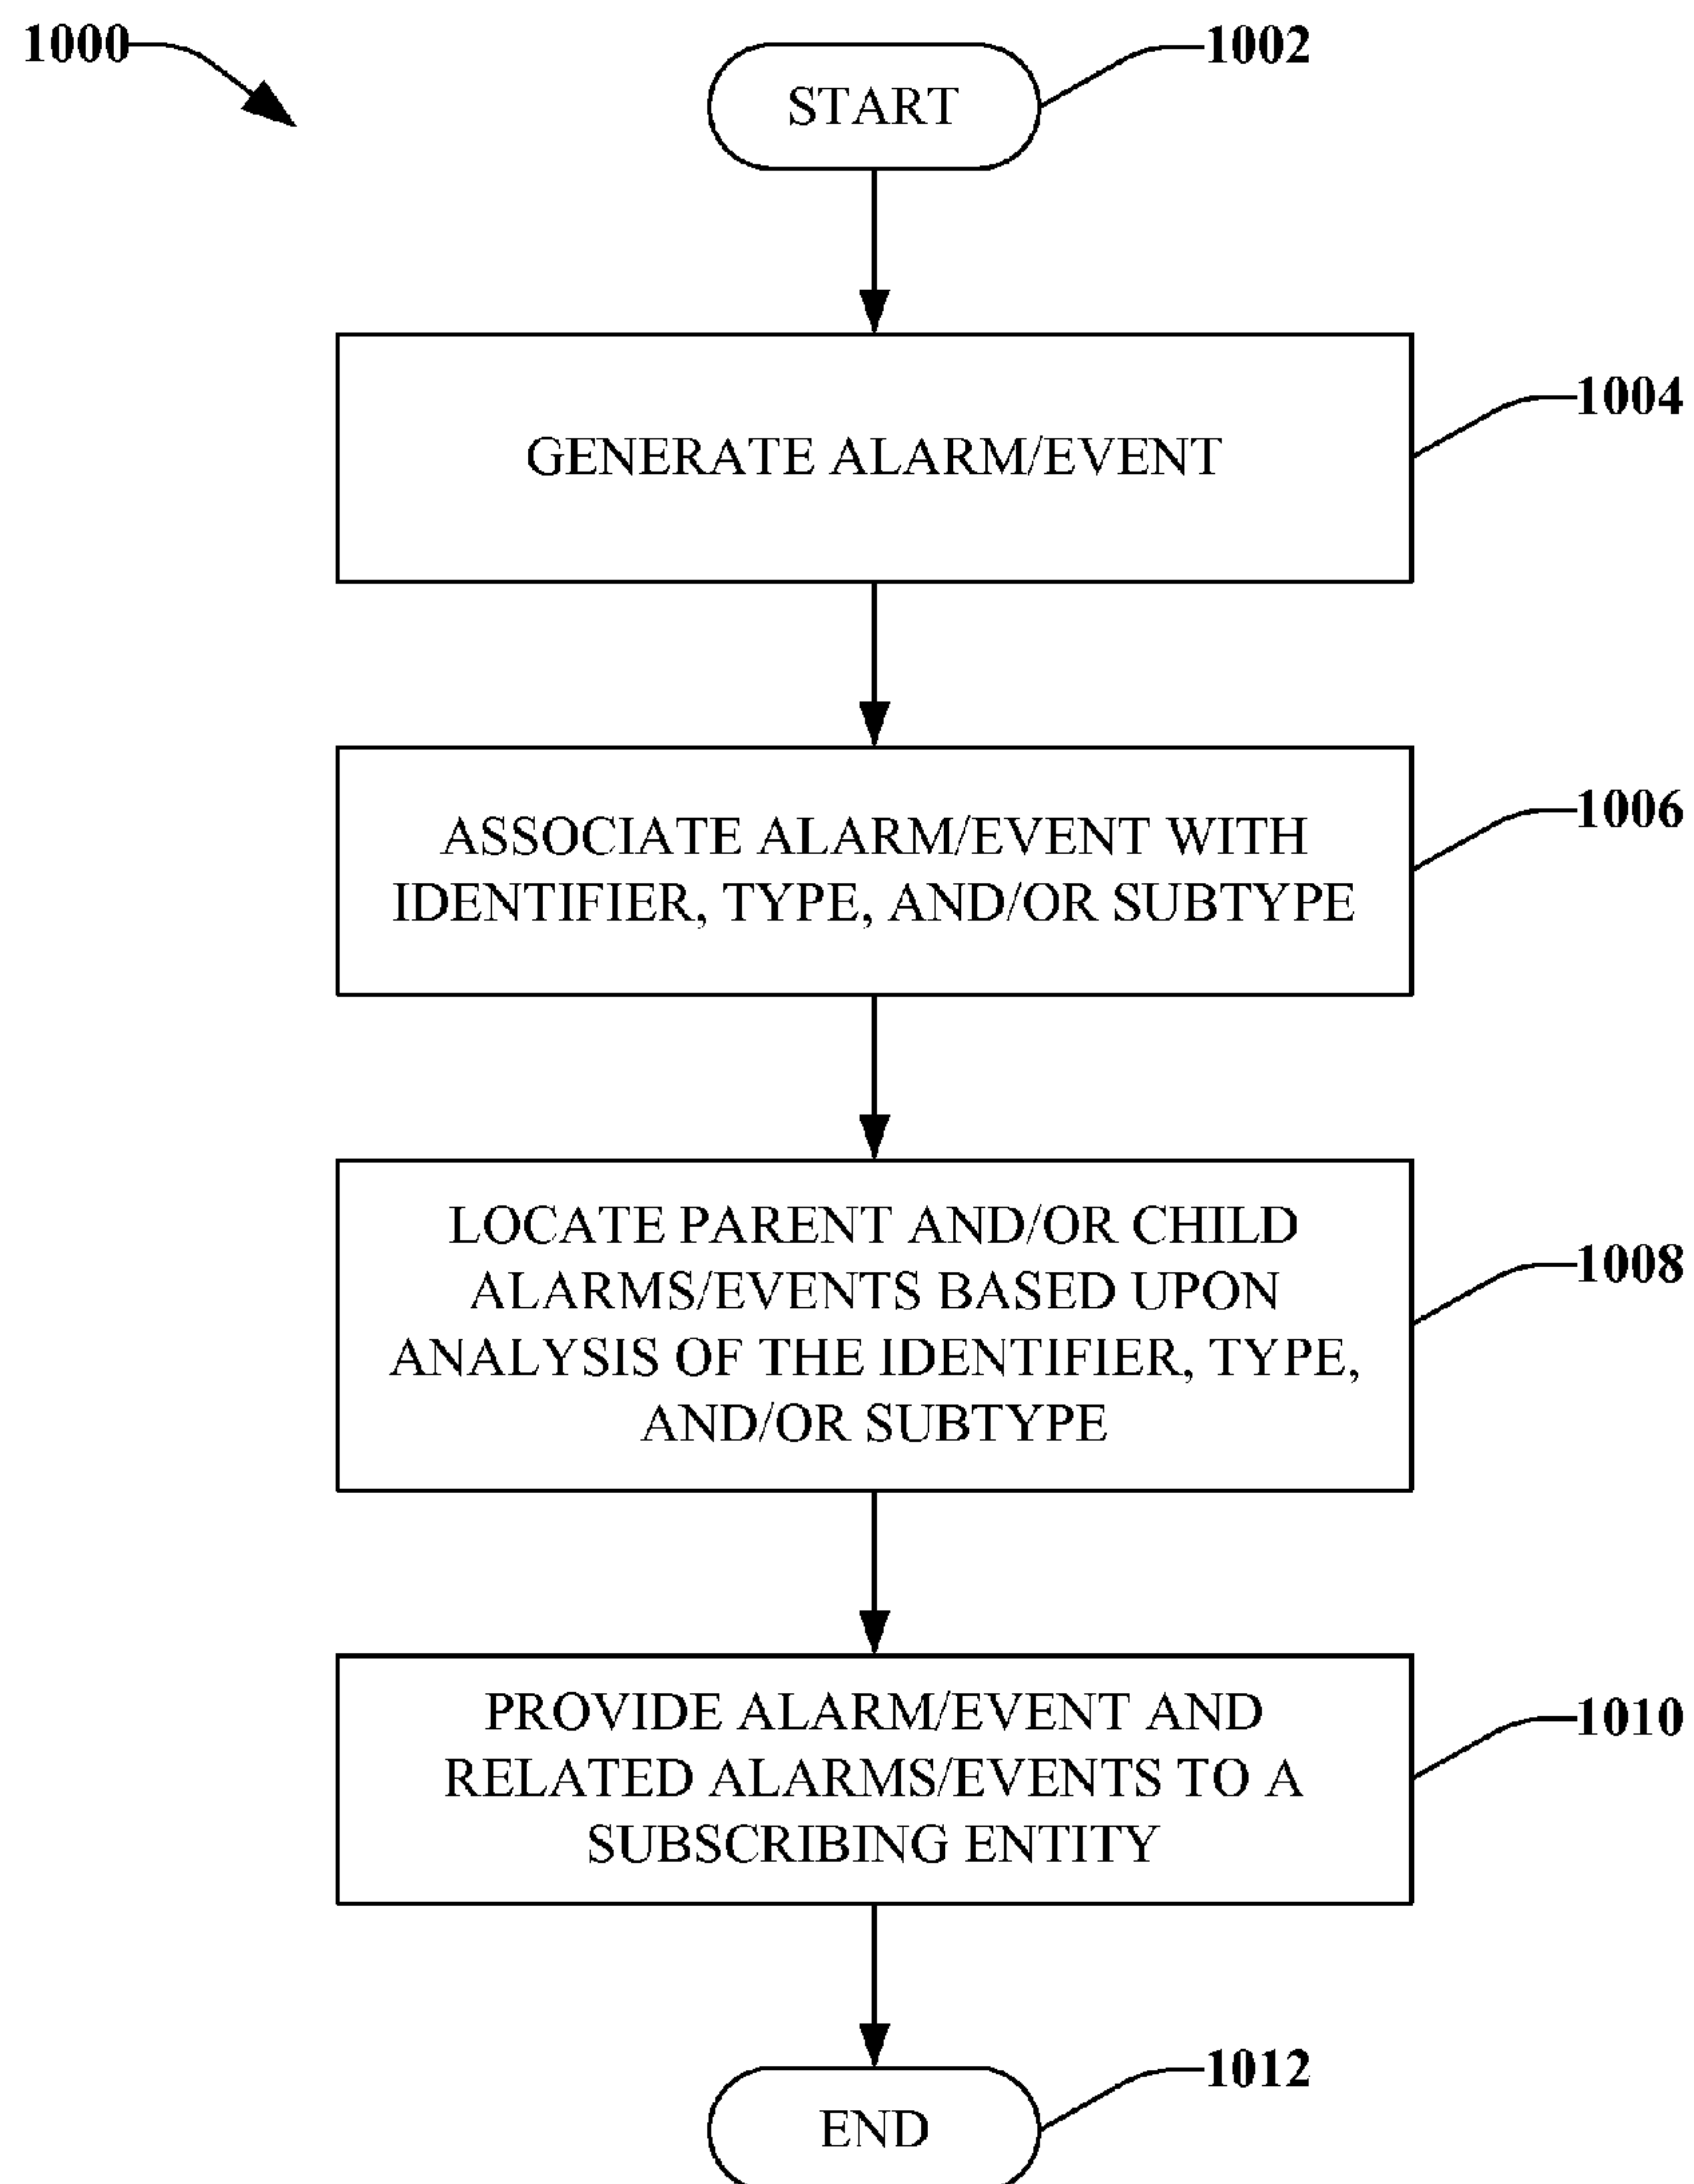 1000
START
1002
GENERATE ALARM/EVENT
1004
ASSOCIATE ALARM/EVENT WITH
IDENTIFIER, TYPE, AND/OR SUBTYPE
1006
LOCATE PARENT AND/OR CHILD
ALARMS/EVENTS BASED UPON
ANALYSIS OF THE IDENTIFIER, TYPE,
AND/OR SUBTYPE
1008
PROVIDE ALARM/EVENT AND
RELATED ALARMS/EVENTS TO A
SUBSCRIBING ENTITY
1010
END
1012